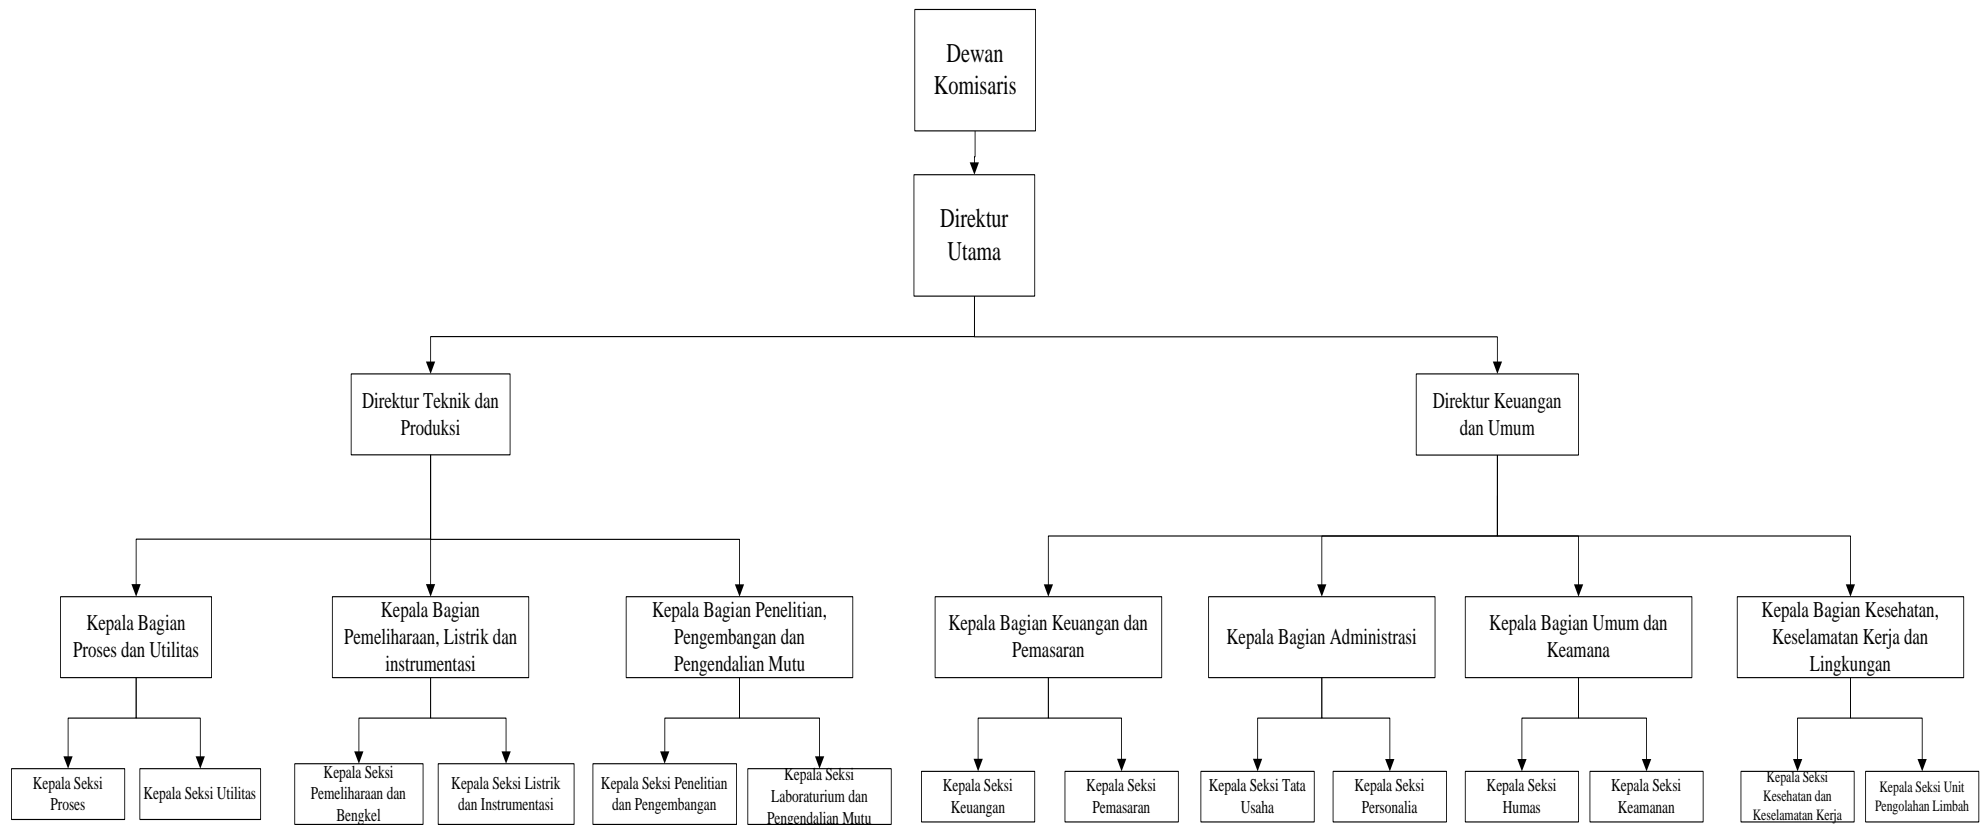 Dewan
Komisaris
Direktur
Utama
Direktur Teknik dan
Produksi
Direktur Keuangan
dan Umum
Kepala Bagian
Proses dan Utilitas
Kepala Bagian
Pemeliharaan, Listrik dan
instrumentasi
Kepala Bagian Penelitian,
Pengembangan dan
Pengendalian Mutu
Kepala Bagian Keuangan dan
Pemasaran
Kepala Bagian Administrasi
Kepala Bagian Umum dan
Keamana
Kepala Bagian Kesehatan,
Keselamatan Kerja dan
Lingkungan
Kepala Seksi
Proses
Kepala Seksi Utilitas
Kepala Seksi
Pemeliharaan dan
Bengkel
Kepala Seksi Listrik
dan Instrumentasi
Kepala Seksi Penelitian
dan Pengembangan
Kepala Seksi
Laboraturium dan
Pengendalian Mutu
Kepala Seksi
Keuangan
Kepala Seksi
Pemasaran
Kepala Seksi Tata
Usaha
Kepala Seksi
Personalia
Kepala Seksi
Humas
Kepala Seksi
Keamanan
Kepala Seksi
Kesehatan dan
Keselamatan Kerja
Kepala Seksi Unit
Pengolahan Limbah